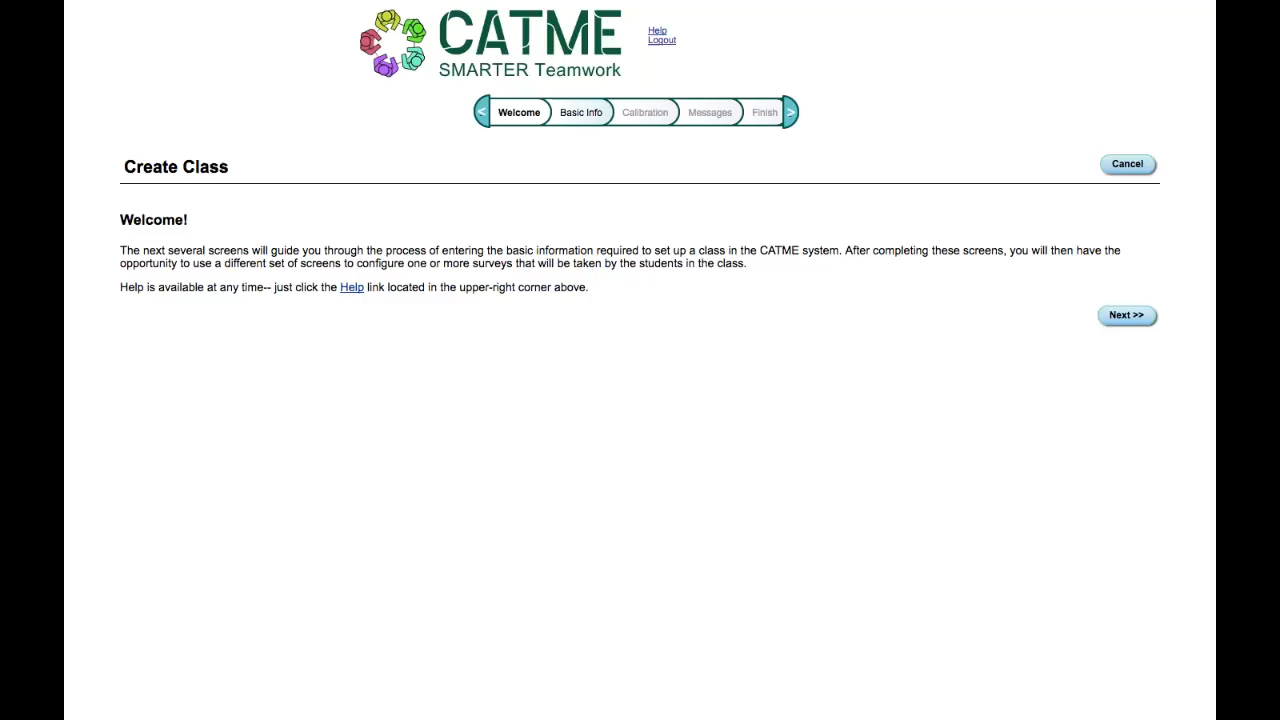 CATME
SMARTER Teamwork
Help
Logout
< Welcome Basic Info Calibration Messages Finish >
Create Class
Cancel
Welcome!
The next several screens will guide you through the process of entering the basic information required to set up a class in the CATME system. After completing these screens, you will then have the
opportunity to use a different set of screens to configure one or more surveys that will be taken by the students in the class.
Help is available at any time-- just click the Help link located in the upper-right corner above.
Next >>